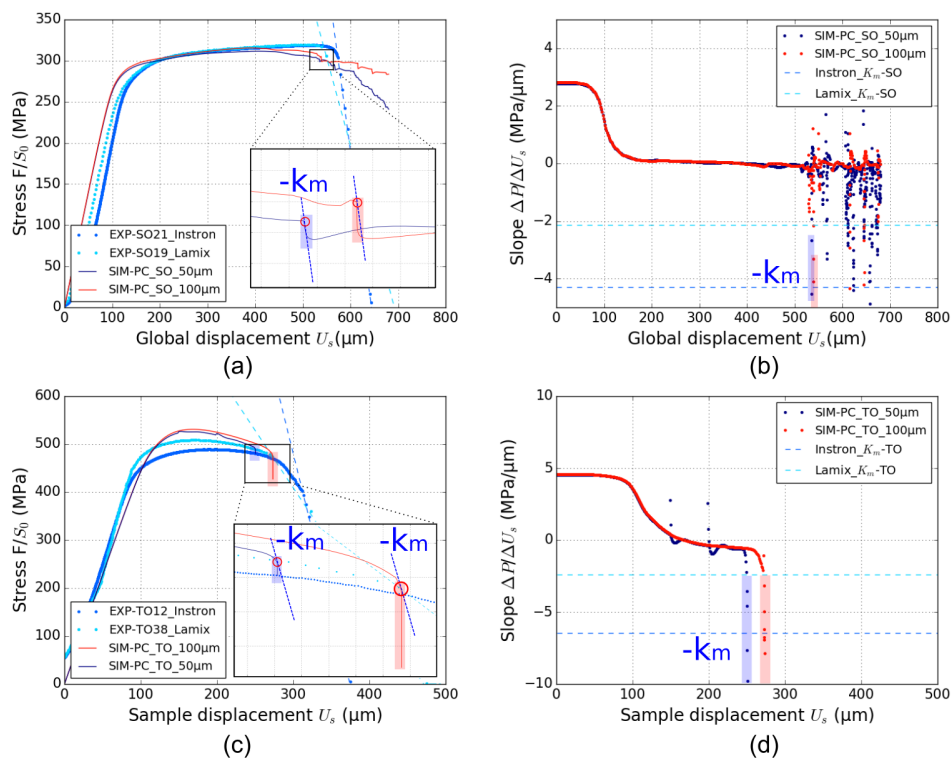 350
300
250
200
150
100
50
0
Stress F/S₀ (MPa)
-km
EXP-SO21_Instron
EXP-SO19_Lamix
SIM-PC_SO_50μm
SIM-PC_SO_100μm
0 100 200 300 400 500 600 700 800
Global displacement Uₛ(μm)
(a)
4
2
0
−2
−4
Slope ΔP/ΔUₛ (MPa/μm)
SIM-PC_SO_50μm
SIM-PC_SO_100μm
Instron_Kₘ-SO
Lamix_Kₘ-SO
-km
0 100 200 300 400 500 600 700 800 900
Global displacement Uₛ (μm)
(b)
600
500
400
300
200
100
0
Stress F/S₀ (MPa)
-km -km
EXP-TO12_Instron
EXP-TO38_Lamix
SIM-PC_TO_100μm
SIM-PC_TO_50μm
0 100 200 300 400 500
Sample displacement Uₛ (μm)
(c)
10
5
0
−5
−10
Slope ΔP/ΔUₛ (MPa/μm)
SIM-PC_TO_50μm
SIM-PC_TO_100μm
Instron_Kₘ-TO
Lamix_Kₘ-TO
-km
0 100 200 300 400 500
Sample displacement Uₛ (μm)
(d)